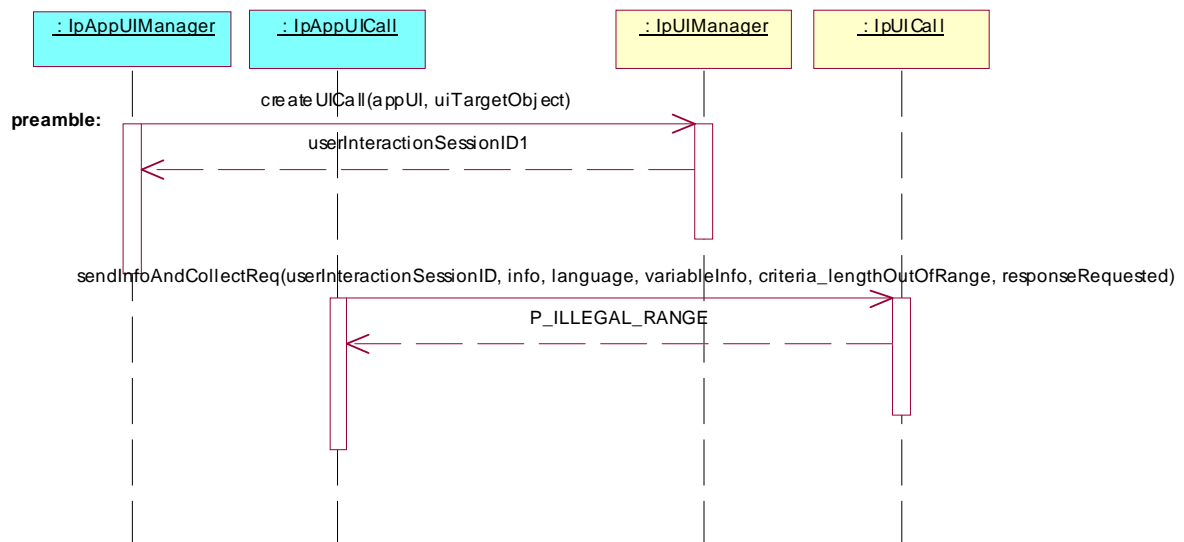 : IpAppUIManager
: IpAppUICall
: IpUIManager
: IpUICall
createUICall(appUI, uiTargetObject)
preamble:
userInteractionSessionID1
sendInfoAndCollectReq(userInteractionSessionID, info, language, variableInfo, criteria_lengthOutOfRange, responseRequested)
P_ILLEGAL_RANGE